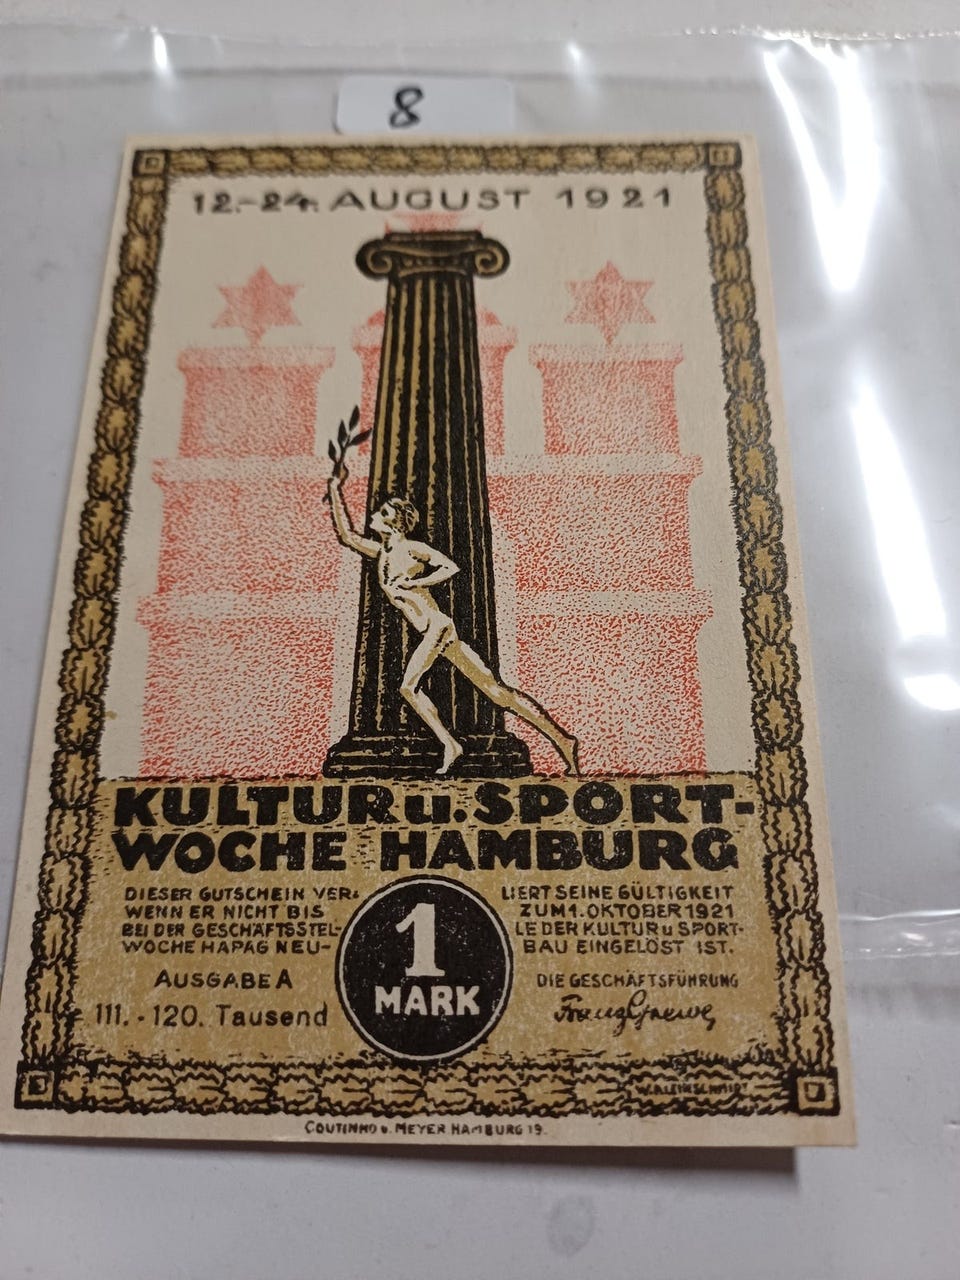 8
12.-24. AUGUST 1921
KULTUR u. SPORT-
WOCHE HAMBURG
DIESER GUTSCHEIN VER- LIERT SEINE GÜLTIGKEIT
WENN ER NICHT BIS ZUM 1. OKTOBER 1921
BEI DER GESCHÄFTSSTEL- LE DER KULTUR u SPORT-
WOCHE HAPAG NEU- BAU EINGELÖST IST.
1
MARK
AUSGABE A
111.-120. Tausend
DIE GESCHÄFTSFÜHRUNG
W. KLEINSCHMIDT
COUTINHO u. MEYER HAMBURG 19.